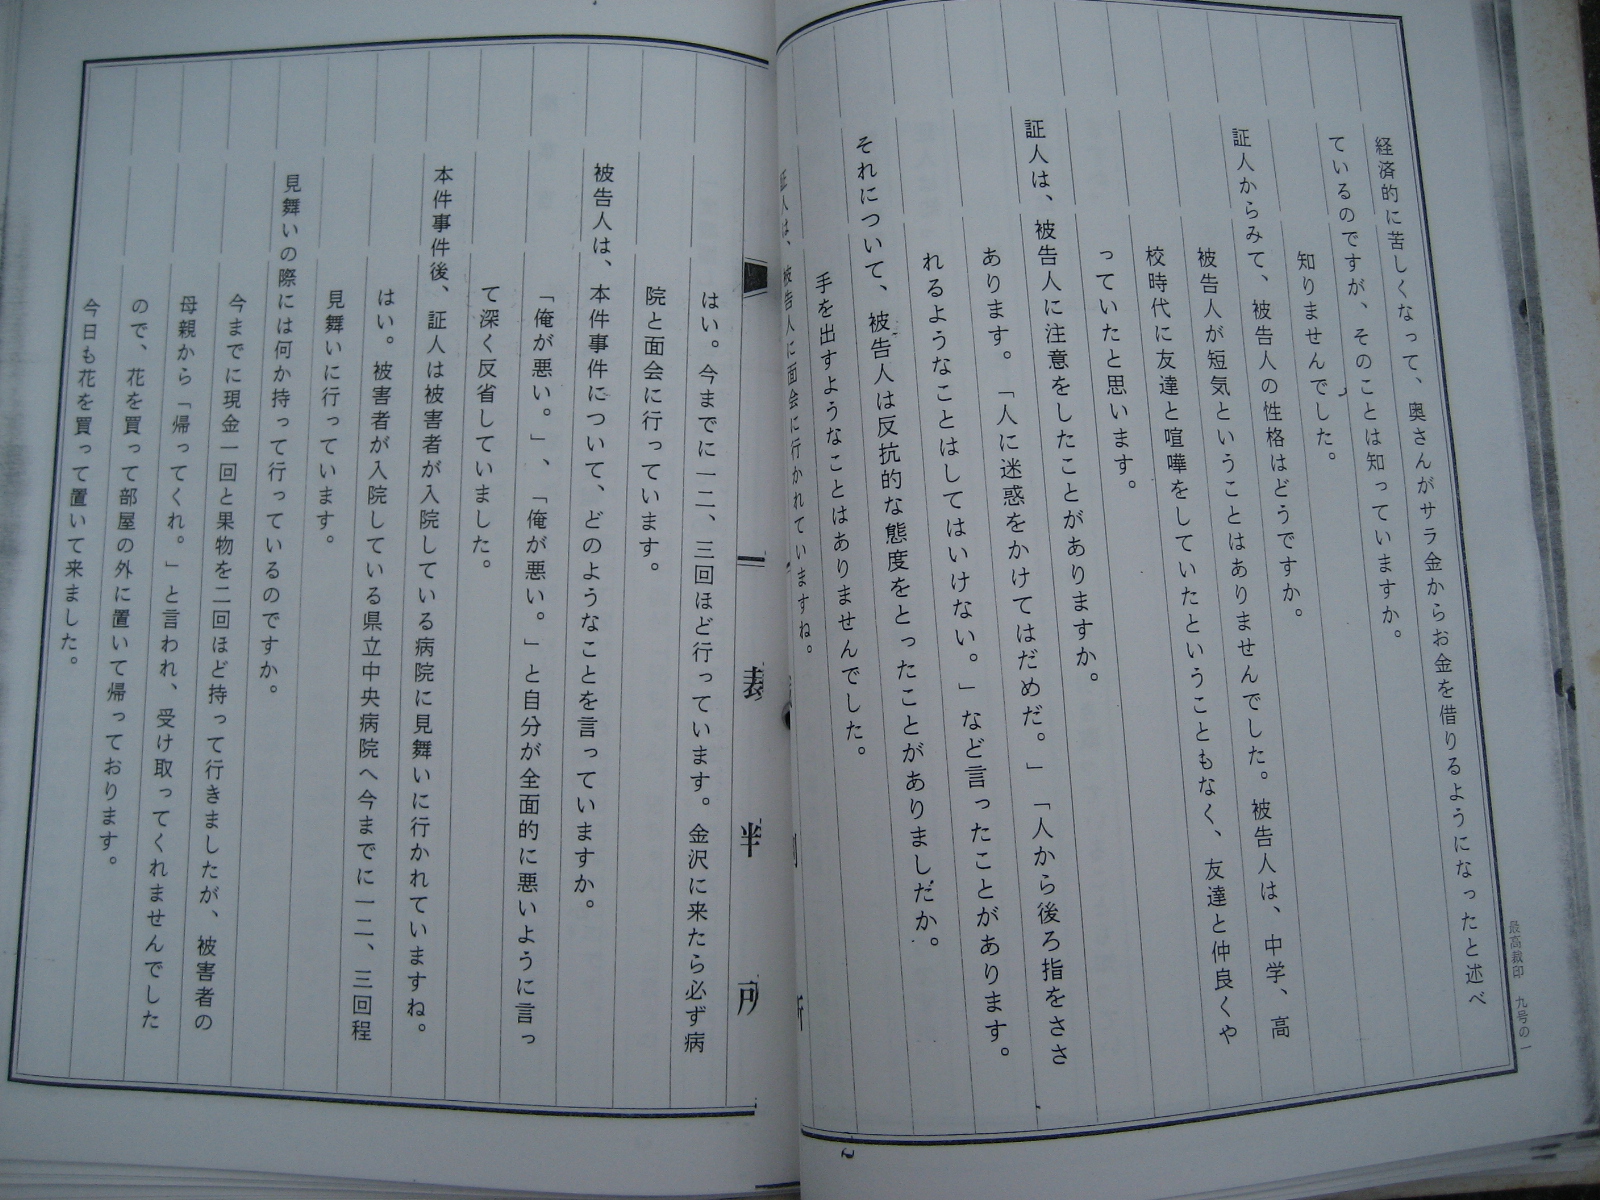 経済的に苦しくなって、奥さんがサラ金からお金を借りるようになったと述べ
ているのですが、そのことは知っていますか。
知りませんでした。
証人からみて、被告人の性格はどうですか。
被告人が短気ということはありませんでした。被告人は、中学、高
校時代に友達と喧嘩をしていたということもなく、友達と仲良くや
っていたと思います。
証人は、被告人に注意をしたことがありますか。
あります。「人に迷惑をかけてはだめだ。」「人から後ろ指をささ
れるようなことはしてはいけない。」など言ったことがあります。
それについて、被告人は反抗的な態度をとったことがありましだか。
手を出すようなことはありませんでした。
証人は、被告人に面会に行かれていますね。
最高裁印 九号の一
2
裁判所
はい。今までに一二、三回ほど行っています。金沢に来たら必ず病
院と面会に行っています。
被告人は、本件事件について、どのようなことを言っていますか。
「俺が悪い。」、「俺が悪い。」と自分が全面的に悪いように言っ
て深く反省していました。
本件事件後、証人は被害者が入院している病院に見舞いに行かれていますね。
はい。被害者が入院している県立中央病院へ今までに一二、三回程
見舞いに行っています。
見舞いの際には何か持って行っているのですか。
今までに現金一回と果物を二回ほど持って行きましたが、被害者の
母親から「帰ってくれ。」と言われ、受け取ってくれませんでした
ので、花を買って部屋の外に置いて帰っております。
今日も花を買って置いて来ました。